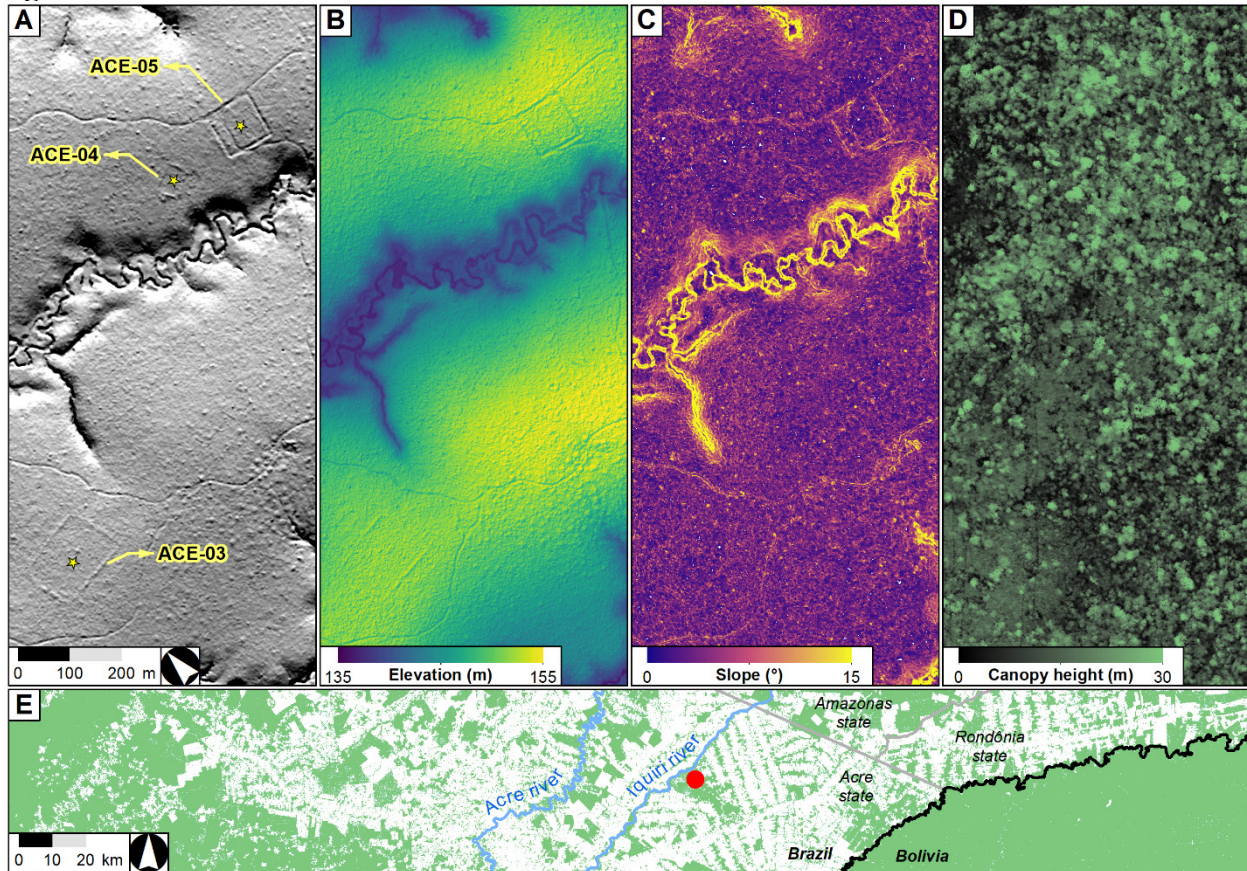 A
ACE-05
ACE-04
ACE-03
0 100 200 m
B
135 Elevation (m) 155
C
0 Slope (°) 15
D
0 Canopy height (m) 30
E
Amazonas
state
Rondônia
state
Acre river
Iquiri river
Acre
state
0 10 20 km
Brazil
Bolivia